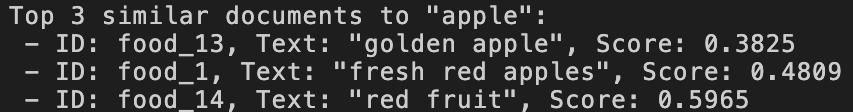 Top 3 similar documents to "apple":
 - ID: food_13, Text: "golden apple", Score: 0.3825
 - ID: food_1, Text: "fresh red apples", Score: 0.4809
 - ID: food_14, Text: "red fruit", Score: 0.5965